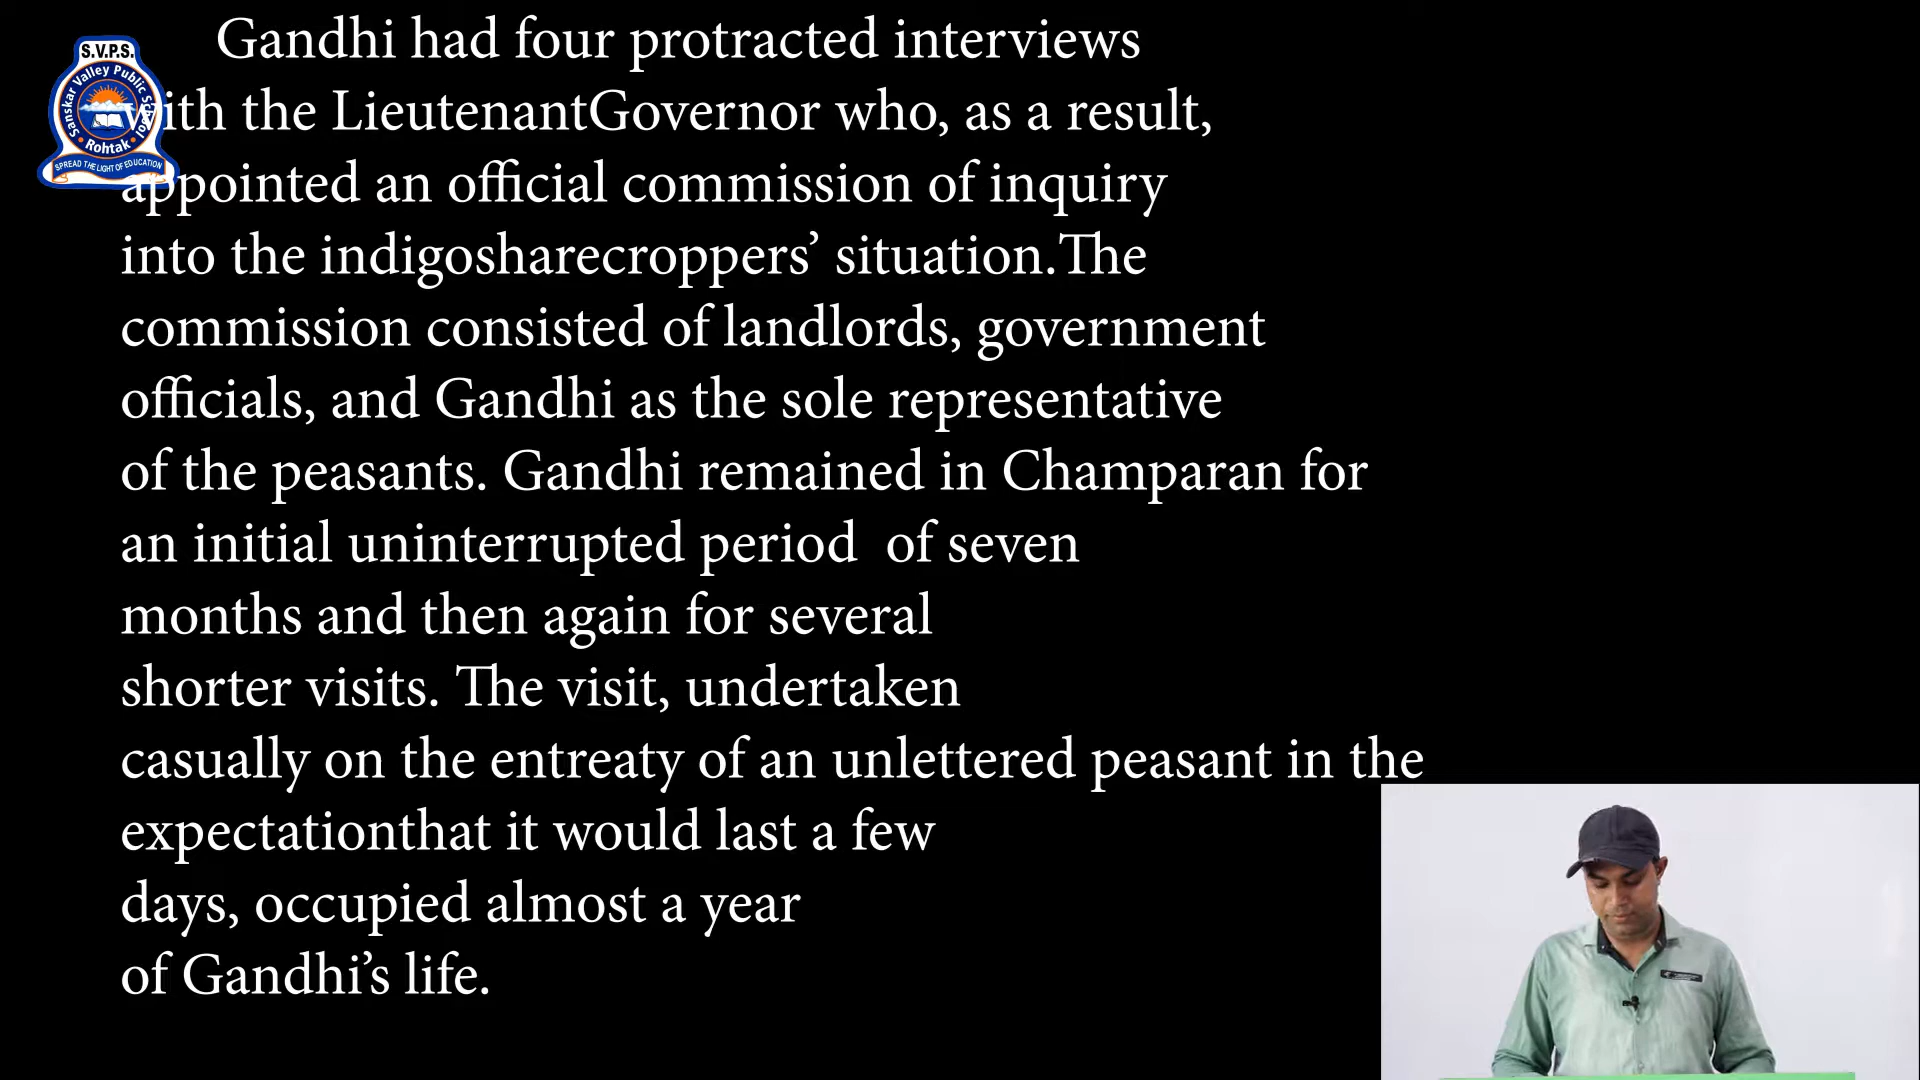 S.V.P.S.
Sanskar Valley Public School
Rohtak
SPREAD THE LIGHT OF EDUCATION
Gandhi had four protracted interviews
with the LieutenantGovernor who, as a result,
appointed an official commission of inquiry
into the indigosharecroppers’ situation.The
commission consisted of landlords, government
officials, and Gandhi as the sole representative
of the peasants. Gandhi remained in Champaran for
an initial uninterrupted period  of seven
months and then again for several
shorter visits. The visit, undertaken
casually on the entreaty of an unlettered peasant in the
expectationthat it would last a few
days, occupied almost a year
of Gandhi’s life.